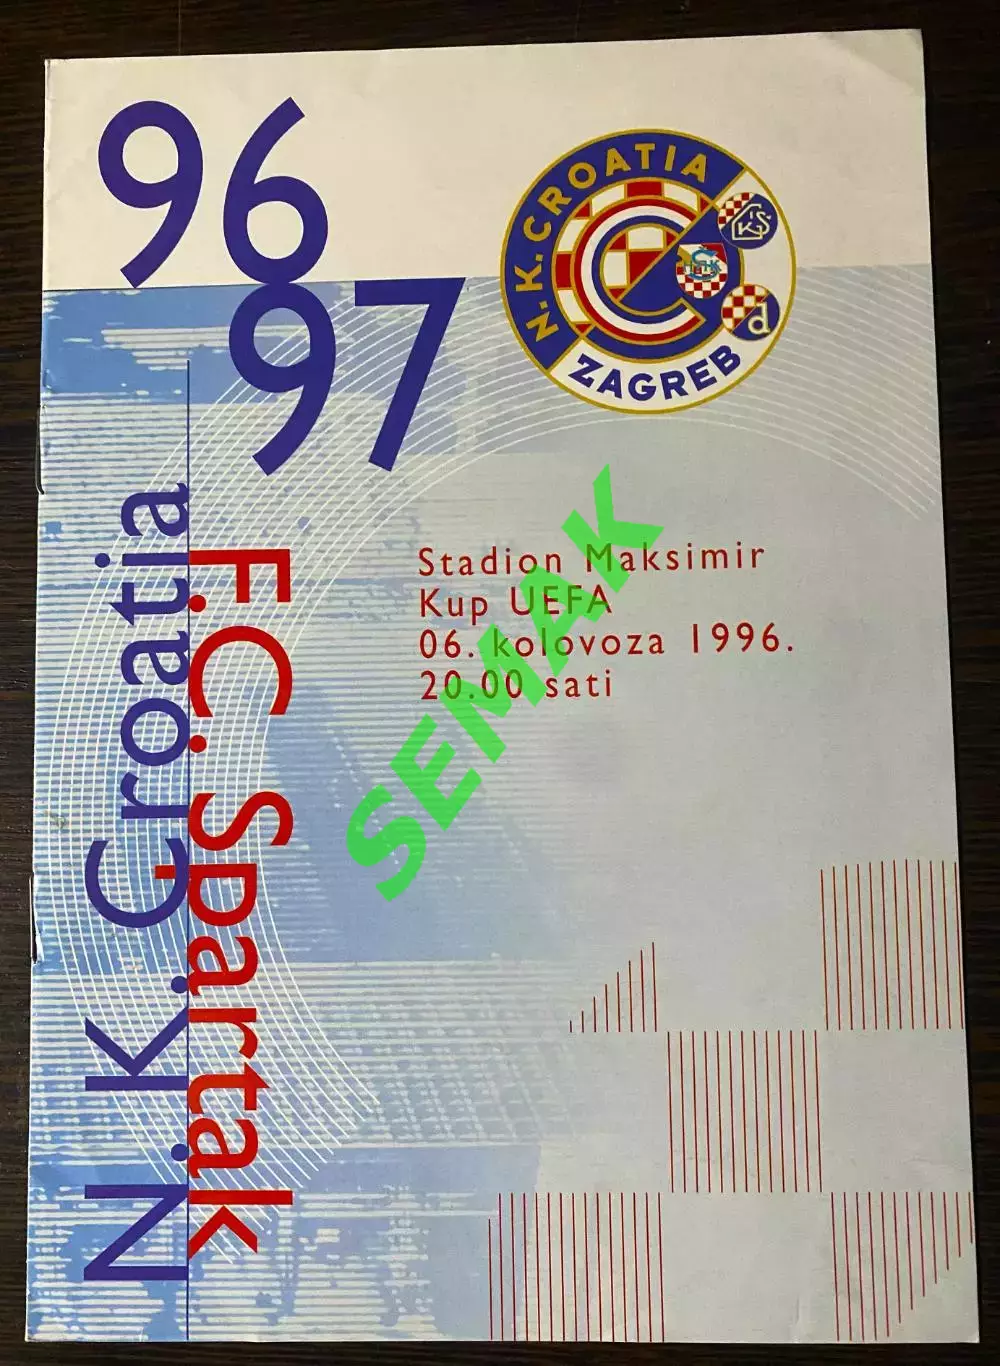 96
97
N.K. CROATIA
ZAGREB
d
N.K. Croatia
F.C. Spartak
Stadion Maksimir
Kup UEFA
06. kolovoza 1996.
20.00 sati
SEMAK